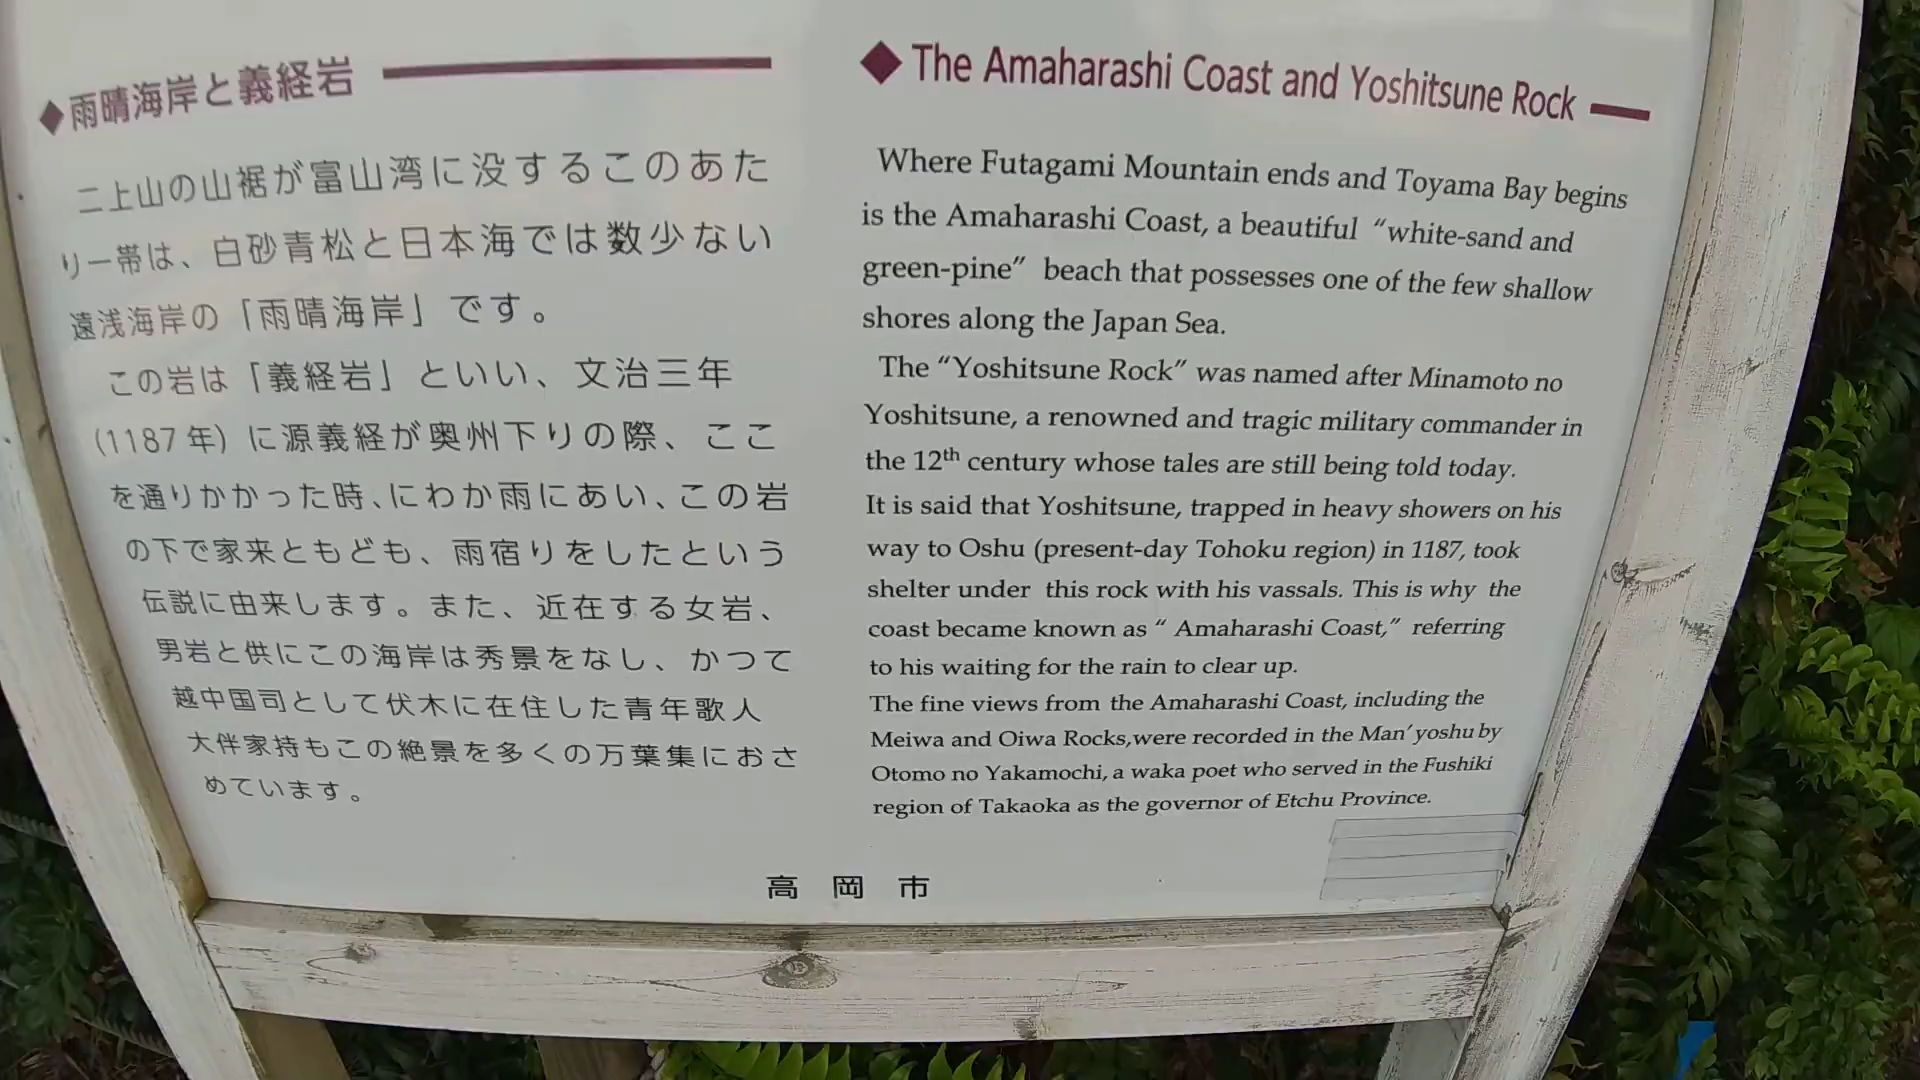 ◆雨晴海岸と義経岩
二上山の山裾が富山湾に没するこのあた
り一帯は、白砂青松と日本海では数少ない
遠浅海岸の「雨晴海岸」です。
この岩は「義経岩」といい、文治三年
(1187年)に源義経が奥州下りの際、ここ
を通りかかった時、にわか雨にあい、この岩
の下で家来ともども、雨宿りをしたという
伝説に由来します。また、近在する女岩、
男岩と供にこの海岸は秀景をなし、かつて
越中国司として伏木に在住した青年歌人
大伴家持もこの絶景を多くの万葉集におさ
めています。
◆The Amaharashi Coast and Yoshitsune Rock
Where Futagami Mountain ends and Toyama Bay begins
is the Amaharashi Coast, a beautiful “white-sand and
green-pine” beach that possesses one of the few shallow
shores along the Japan Sea.
The “Yoshitsune Rock” was named after Minamoto no
Yoshitsune, a renowned and tragic military commander in
the 12th century whose tales are still being told today.
It is said that Yoshitsune, trapped in heavy showers on his
way to Oshu (present-day Tohoku region) in 1187, took
shelter under this rock with his vassals. This is why the
coast became known as “ Amaharashi Coast,” referring
to his waiting for the rain to clear up.
The fine views from the Amaharashi Coast, including the
Meiwa and Oiwa Rocks,were recorded in the Man’yoshu by
Otomo no Yakamochi, a waka poet who served in the Fushiki
region of Takaoka as the governor of Etchu Province.
高岡市